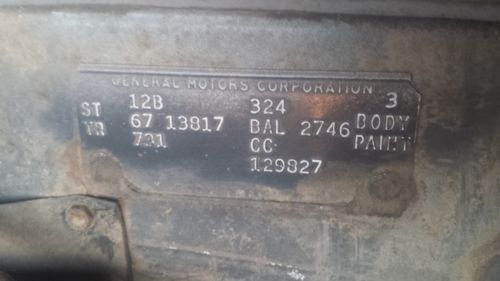 GENERAL MOTORS CORPORATION 3
12B 324
ST 67 13817 BAL 2746 BODY
TR 721 CC PAINT
129827